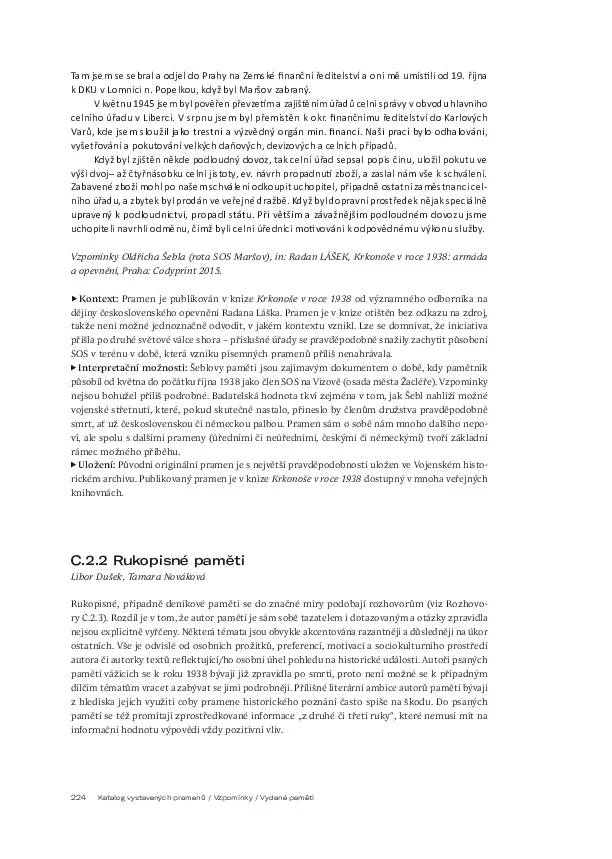 Tam jsem se sebral a odjel do Prahy na Zemské finanční ředitelství a oni mě umístili od 19. října
k DKU v Lomnici n. Popelkou, když byl Maršov zabraný.
V květnu 1945 jsem byl pověřen převzetím a zajištěním úřadů celní správy v obvodu hlavního
celního úřadu v Liberci. V srpnu jsem byl přemístěn k okr. finančnímu ředitelství do Karlových
Varů, kde jsem sloužil jako trestní a výzvědný orgán min. financí. Naší prací bylo odhalování,
vyšetřování a pokutování velkých daňových, devizových a celních případů.
Když byl zjištěn někde podloudný dovoz, tak celní úřad sepsal popis činu, uložil pokutu ve
výši dvoj– až čtyřnásobku celní jistoty, ev. návrh propadnutí zboží, a zaslal nám vše k schválení.
Zabavené zboží mohl po našem schválení odkoupit uchopitel, případně ostatní zaměstnanci cel-
ního úřadu, a zbytek byl prodán ve veřejné dražbě. Když byl dopravní prostředek nějak speciálně
upravený k podloudnictví, propadl státu. Při větším a závažnějším podloudném dovozu jsme
uchopiteli navrhli odměnu, čímž byli celní úředníci motivováni k odpovědnému výkonu služby.
Vzpomínky Oldřicha Šebla (rota SOS Maršov), in: Radan LÁŠEK, Krkonoše v roce 1938: armáda
a opevnění, Praha: Codyprint 2015.
▶ Kontext: Pramen je publikován v knize Krkonoše v roce 1938 od významného odborníka na
dějiny československého opevnění Radana Láška. Pramen je v knize otištěn bez odkazu na zdroj,
takže není možné jednoznačně odvodit, v jakém kontextu vznikl. Lze se domnívat, že iniciativa
přišla po druhé světové válce shora – příslušné úřady se pravděpodobně snažily zachytit působení
SOS v terénu v době, která vzniku písemných pramenů příliš nenahrávala.
▶ Interpretační možnosti: Šeblovy paměti jsou zajímavým dokumentem o době, kdy pamětník
působil od května do počátku října 1938 jako člen SOS na Vízově (osada města Žacléře). Vzpomínky
nejsou bohužel příliš podrobné. Badatelská hodnota tkví zejména v tom, jak Šebl nahlíží možné
vojenské střetnutí, které, pokud skutečně nastalo, přineslo by členům družstva pravděpodobně
smrt, ať už československou či německou palbou. Pramen sám o sobě nám mnoho dalšího nepo-
ví, ale spolu s dalšími prameny (úředními či neúředními, českými či německými) tvoří základní
rámec možného příběhu.
▶ Uložení: Původní originální pramen je s největší pravděpodobností uložen ve Vojenském histo-
rickém archivu. Publikovaný pramen je v knize Krkonoše v roce 1938 dostupný v mnoha veřejných
knihovnách.
C.2.2 Rukopisné paměti
Libor Dušek, Tamara Nováková
Rukopisné, případně deníkové paměti se do značné míry podobají rozhovorům (viz Rozhovo-
ry C.2.3). Rozdíl je v tom, že autor pamětí je sám sobě tazatelem i dotazovaným a otázky zpravidla
nejsou explicitně vyřčeny. Některá témata jsou obvykle akcentována razantněji a důsledněji na úkor
ostatních. Vše je odvislé od osobních prožitků, preferencí, motivací a sociokulturního prostředí
autora či autorky textů reflektující/ho osobní úhel pohledu na historické události. Autoři psaných
pamětí vážících se k roku 1938 bývají již zpravidla po smrti, proto není možné se k případným
dílčím tématům vracet a zabývat se jimi podrobněji. Přílišné literární ambice autorů pamětí bývají
z hlediska jejich využití coby pramene historického poznání často spíše na škodu. Do psaných
pamětí se též promítají zprostředkované informace „z druhé či třetí ruky“, které nemusí mít na
informační hodnotu výpovědi vždy pozitivní vliv.
224 Katalog vystavených pramenů / Vzpomínky / Vydané paměti